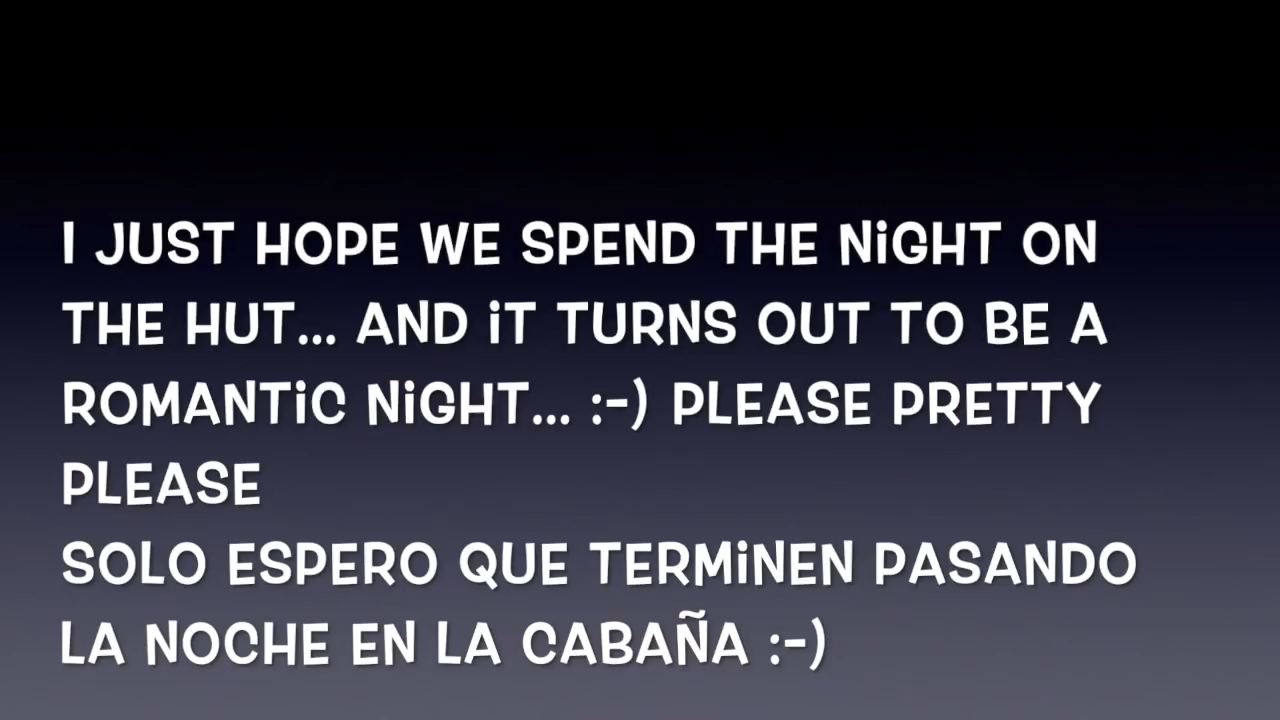 I JUST HOPE WE SPEND THE NiGHT ON
THE HUT... AND iT TURNS OUT TO BE A
ROMANTiC NiGHT... :-) PLEASE PRETTY
PLEASE
SOLO ESPERO QUE TERMiNEN PASANDO
LA NOCHE EN LA CABAÑA :-)